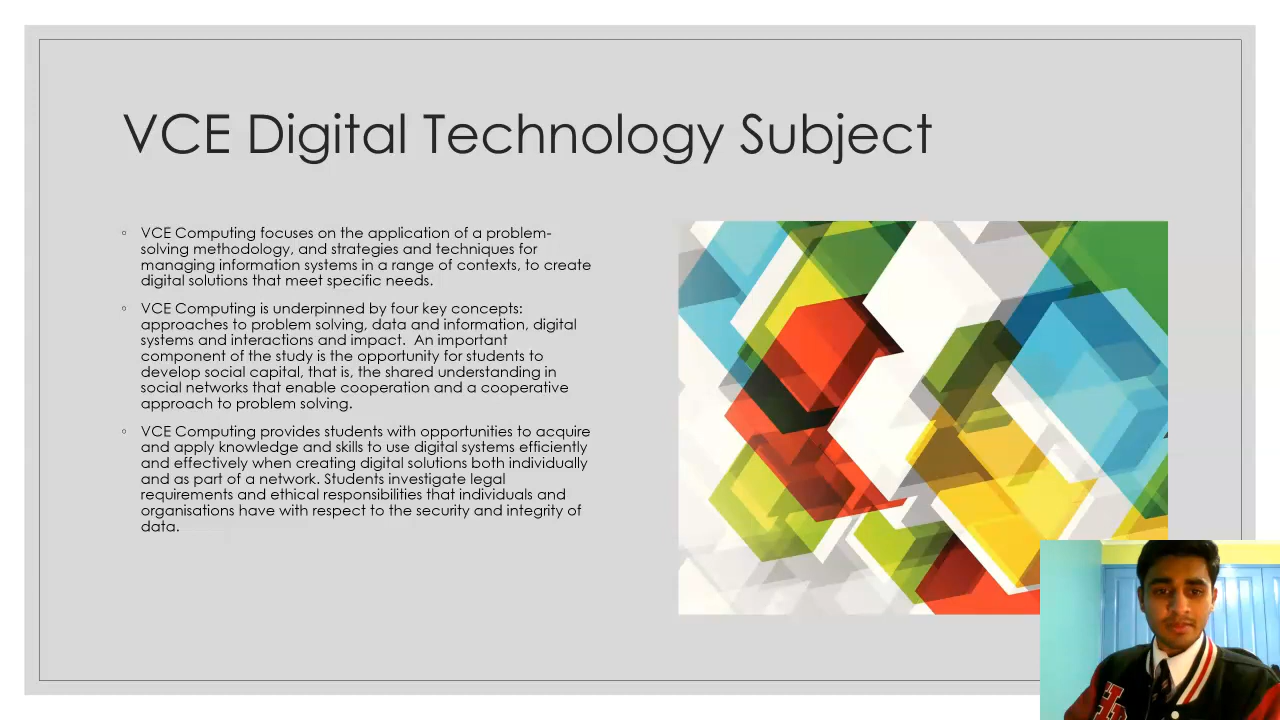 VCE Digital Technology Subject
VCE Computing focuses on the application of a problem-
solving methodology, and strategies and techniques for
managing information systems in a range of contexts, to create
digital solutions that meet specific needs.
VCE Computing is underpinned by four key concepts:
approaches to problem solving, data and information, digital
systems and interactions and impact.  An important
component of the study is the opportunity for students to
develop social capital, that is, the shared understanding in
social networks that enable cooperation and a cooperative
approach to problem solving.
VCE Computing provides students with opportunities to acquire
and apply knowledge and skills to use digital systems efficiently
and effectively when creating digital solutions both individually
and as part of a network. Students investigate legal
requirements and ethical responsibilities that individuals and
organisations have with respect to the security and integrity of
data.